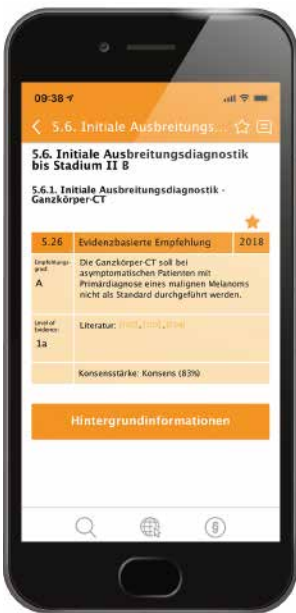 09:38
5.6. Initiale Ausbreitungs...
5.6. Initiale Ausbreitungsdiagnostik
bis Stadium II B
5.6.1. Initiale Ausbreitungsdiagnostik -
Ganzkörper-CT
5.26 Evidenzbasierte Empfehlung 2018
Empfehlungs-
grad
A
Die Ganzkörper-CT soll bei
asymptomatischen Patienten mit
Primärdiagnose eines malignen Melanoms
nicht als Standard durchgeführt werden.
Level of
Evidence
1a
Literatur:
Konsensstärke: Konsens (83%)
Hintergrundinformationen
§